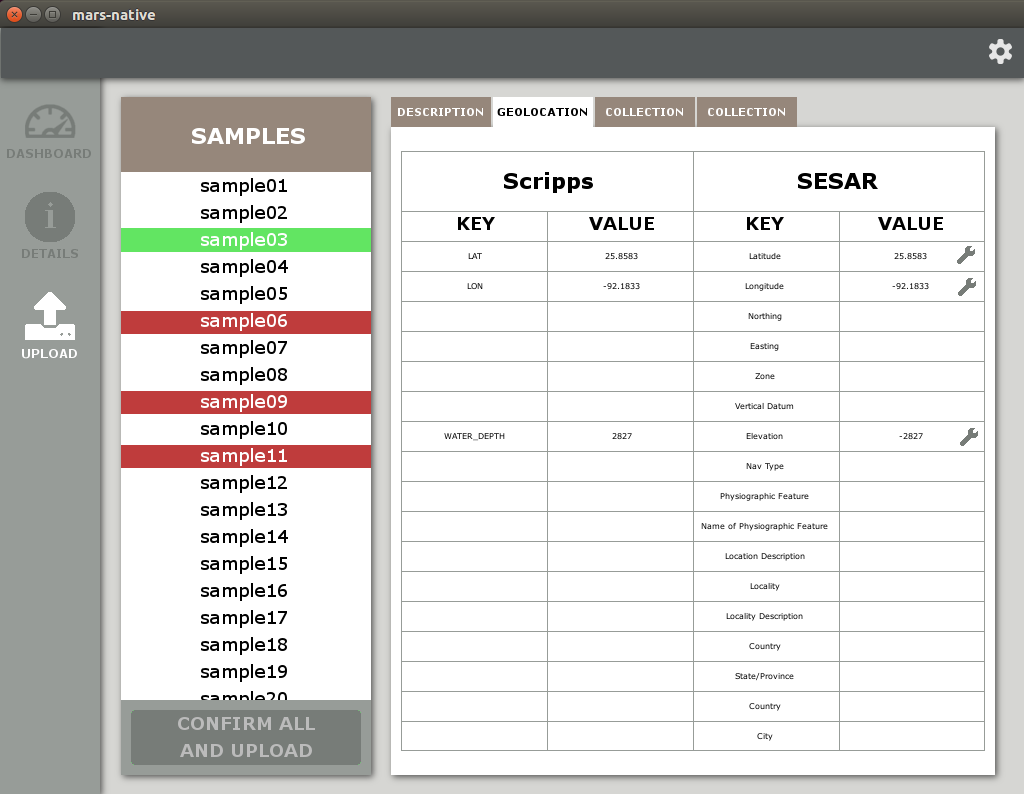 mars-native
DASHBOARD
DETAILS
UPLOAD
SAMPLES
sample01
sample02
sample03
sample04
sample05
sample06
sample07
sample08
sample09
sample10
sample11
sample12
sample13
sample14
sample15
sample16
sample17
sample18
sample19
sample20
CONFIRM ALL
AND UPLOAD
DESCRIPTION GEOLOCATION COLLECTION COLLECTION
Scripps SESAR
KEY VALUE KEY VALUE
LAT 25.8583 Latitude 25.8583
LON -92.1833 Longitude -92.1833
Northing
Easting
Zone
Vertical Datum
WATER_DEPTH 2827 Elevation -2827
Nav Type
Physiographic Feature
Name of Physiographic Feature
Location Description
Locality
Locality Description
Country
State/Province
Country
City